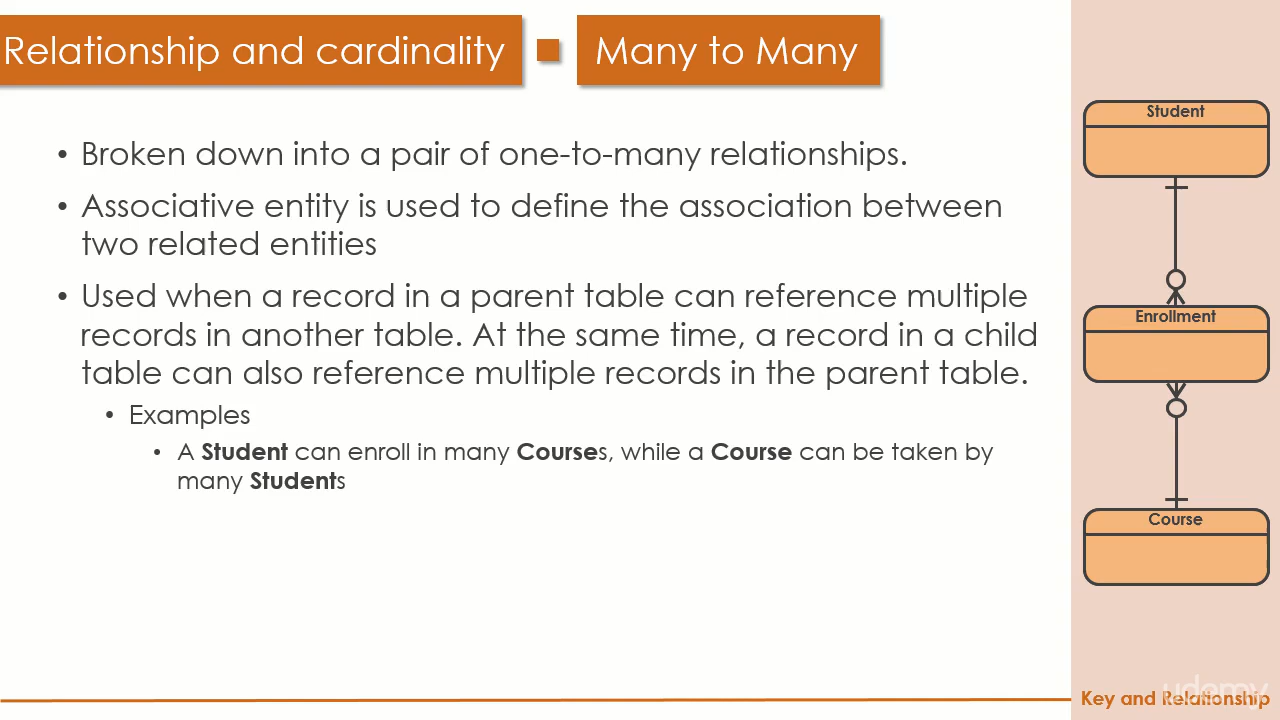 Relationship and cardinality
Many to Many
• Broken down into a pair of one-to-many relationships.
• Associative entity is used to define the association between
two related entities
• Used when a record in a parent table can reference multiple
records in another table. At the same time, a record in a child
table can also reference multiple records in the parent table.
• Examples
• A Student can enroll in many Courses, while a Course can be taken by
many Students
Student
Enrollment
Course
Key and Relationship
udemy